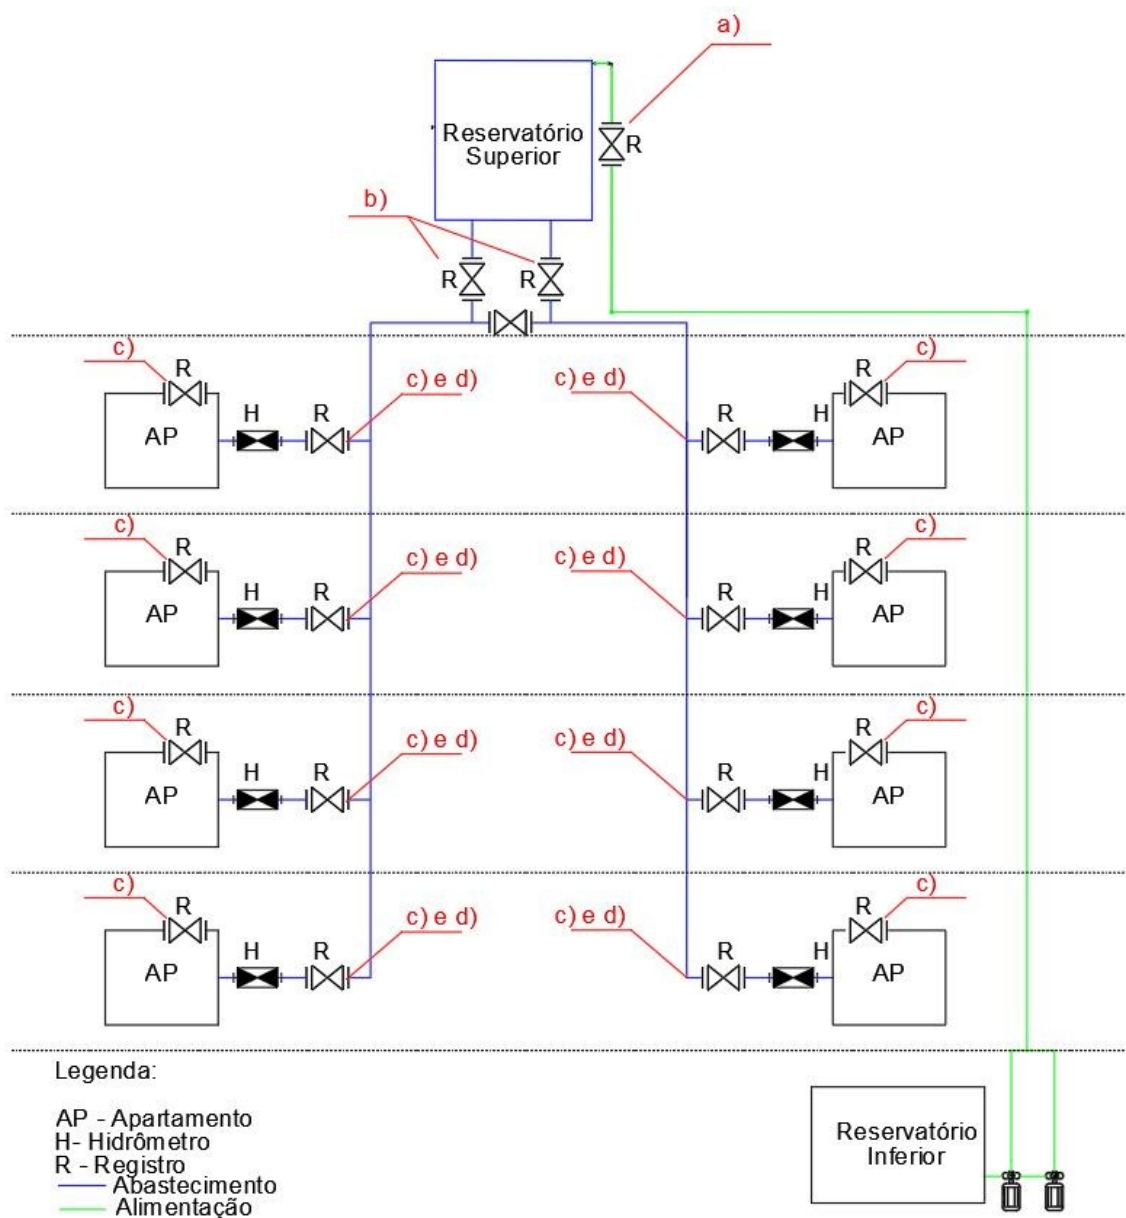 a)
Reservatório
Superior
R
b)
R
R
c)
R
c) e d)
c) e d)
R
c)
H
R
R
H
AP
AP
c)
R
c) e d)
c) e d)
R
c)
H
R
R
H
AP
AP
c)
R
c) e d)
c) e d)
R
c)
H
R
R
H
AP
AP
c)
R
c) e d)
c) e d)
R
c)
H
R
R
H
AP
AP
Legenda:
AP - Apartamento
H- Hidrômetro
R - Registro
Abastecimento
Alimentação
Reservatório
Inferior